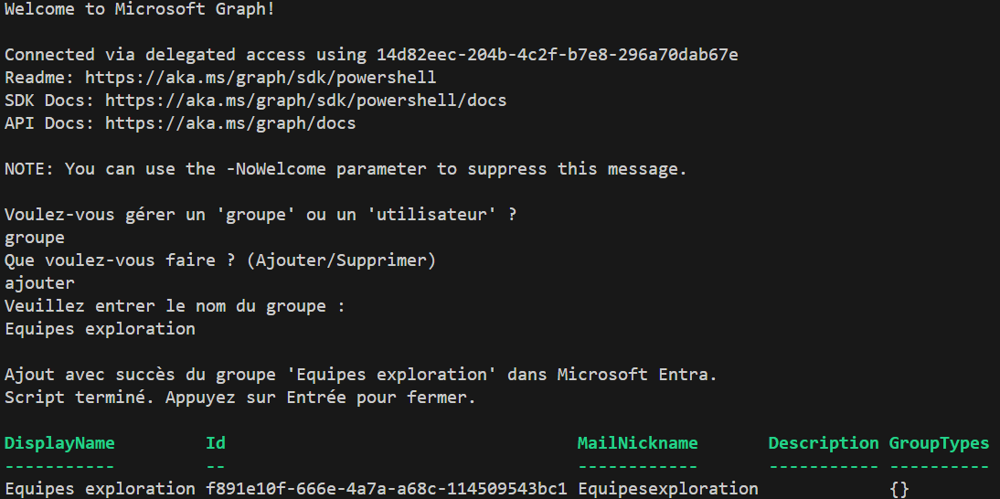 Welcome to Microsoft Graph!
Connected via delegated access using 14d82eec-204b-4c2f-b7e8-296a70dab67e
Readme: https://aka.ms/graph/sdk/powershell
SDK Docs: https://aka.ms/graph/sdk/powershell/docs
API Docs: https://aka.ms/graph/docs
NOTE: You can use the -NoWelcome parameter to suppress this message.
Voulez-vous gérer un 'groupe' ou un 'utilisateur' ?
groupe
Que voulez-vous faire ? (Ajouter/Supprimer)
ajouter
Veuillez entrer le nom du groupe :
Equipes exploration
Ajout avec succès du groupe 'Equipes exploration' dans Microsoft Entra.
Script terminé. Appuyez sur Entrée pour fermer.
DisplayName Id MailNickname Description GroupTypes
----------- -- ------------ ----------- ----------
Equipes exploration f891e10f-666e-4a7a-a68c-114509543bc1 Equipesexploration {}